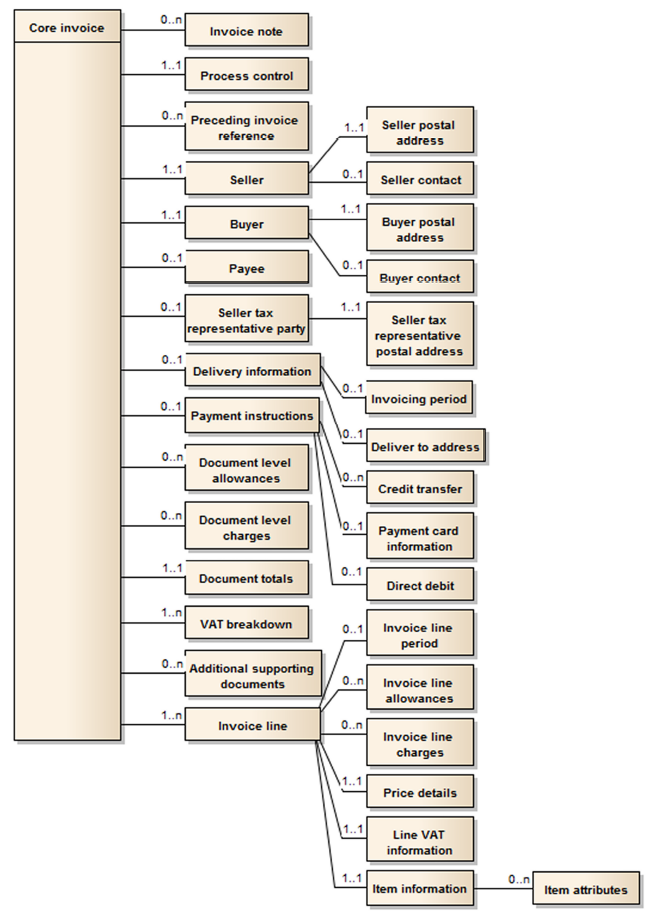 Core invoice
0..n
Invoice note
1..1
Process control
0..n
Preceding invoice
reference
1..1
Seller
1..1
Seller postal
address
0..1
Seller contact
1..1
Buyer
1..1
Buyer postal
address
0..1
Buyer contact
0..1
Payee
0..1
Seller tax
representative party
1..1
Seller tax
representative
postal address
0..1
Delivery information
0..1
Invoicing period
0..1
Deliver to address
0..1
Payment instructions
0..n
Credit transfer
0..1
Payment card
information
0..1
Direct debit
0..n
Document level
allowances
0..n
Document level
charges
1..1
Document totals
1..n
VAT breakdown
0..n
Additional supporting
documents
1..n
Invoice line
0..1
Invoice line
period
0..n
Invoice line
allowances
0..n
Invoice line
charges
1..1
Price details
1..1
Line VAT
information
1..1
Item information
0..n
Item attributes